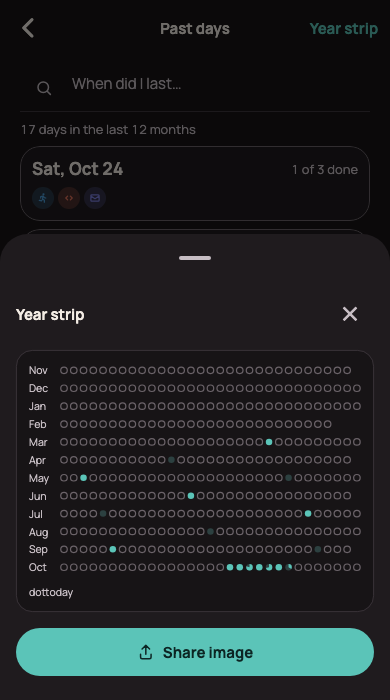 Past days
Year strip
When did I last...
17 days in the last 12 months
Sat, Oct 24
1 of 3 done
Year strip
Nov
Dec
Jan
Feb
Mar
Apr
May
Jun
Jul
Aug
Sep
Oct
dottoday
Share image